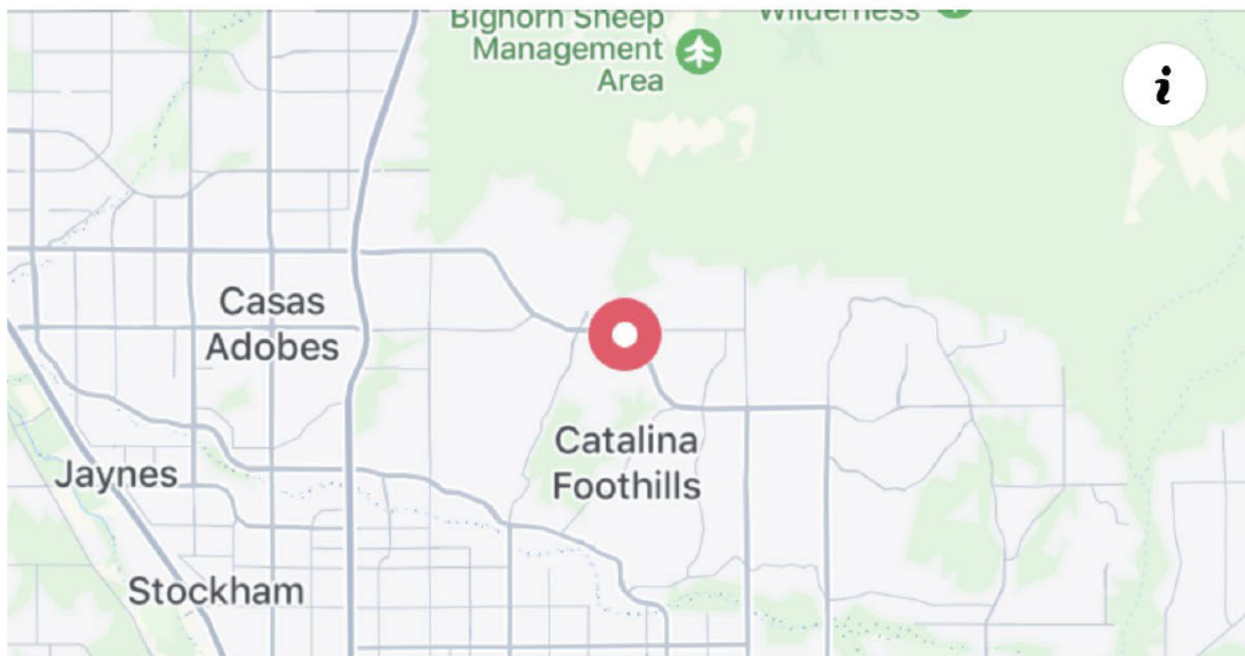 Bighorn Sheep
Management
Area
Wilderness
i
Casas
Adobes
Catalina
Foothills
Jaynes
Stockham